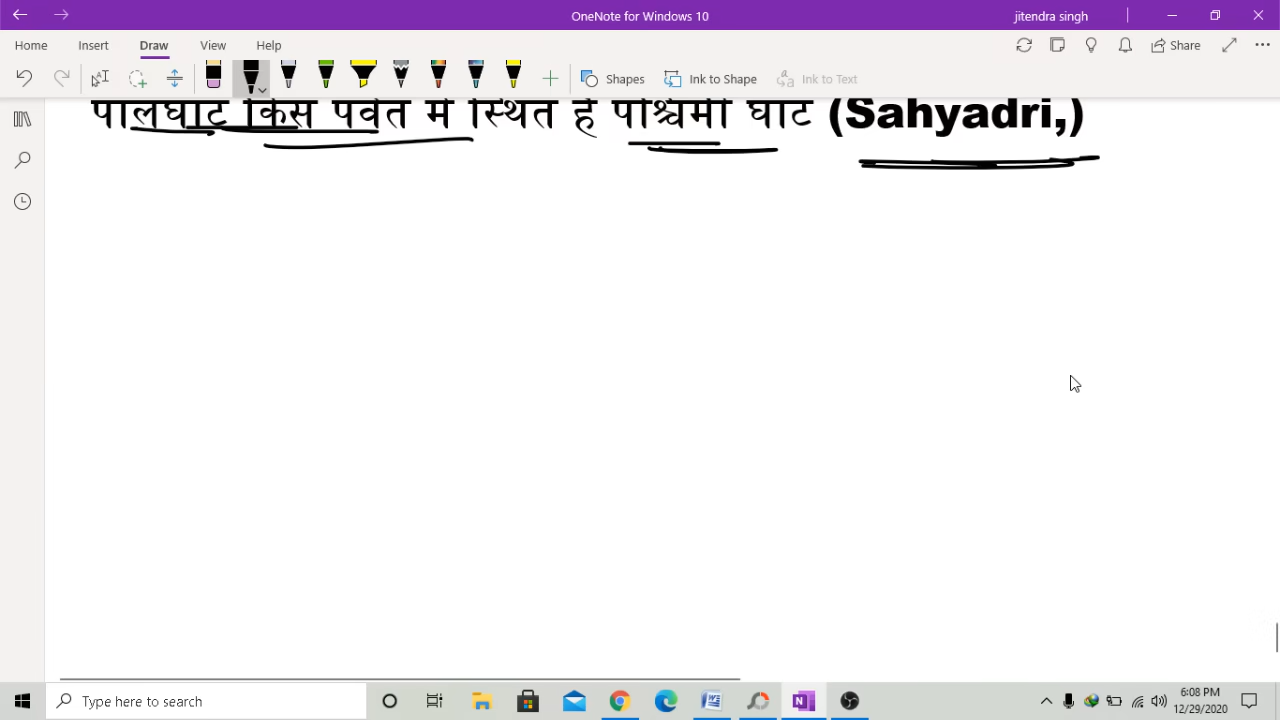 OneNote for Windows 10
jitendra singh
Home Insert Draw View Help
Share
Shapes Ink to Shape Ink to Text
पालघाट किस पर्वत में स्थित है पश्चिमी घाट (Sahyadri,)
Type here to search
6:08 PM
12/29/2020